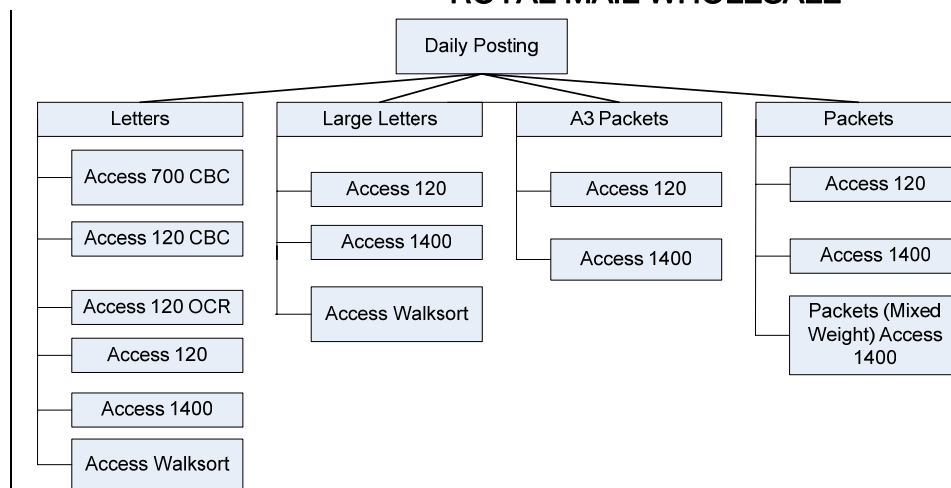 ROYAL MAIL WHOLESALE
Daily Posting
Letters
Large Letters
A3 Packets
Packets
Access 700 CBC
Access 120 CBC
Access 120 OCR
Access 120
Access 1400
Access Walksort
Access 120
Access 1400
Access Walksort
Access 120
Access 1400
Access 120
Access 1400
Packets (Mixed
Weight) Access
1400